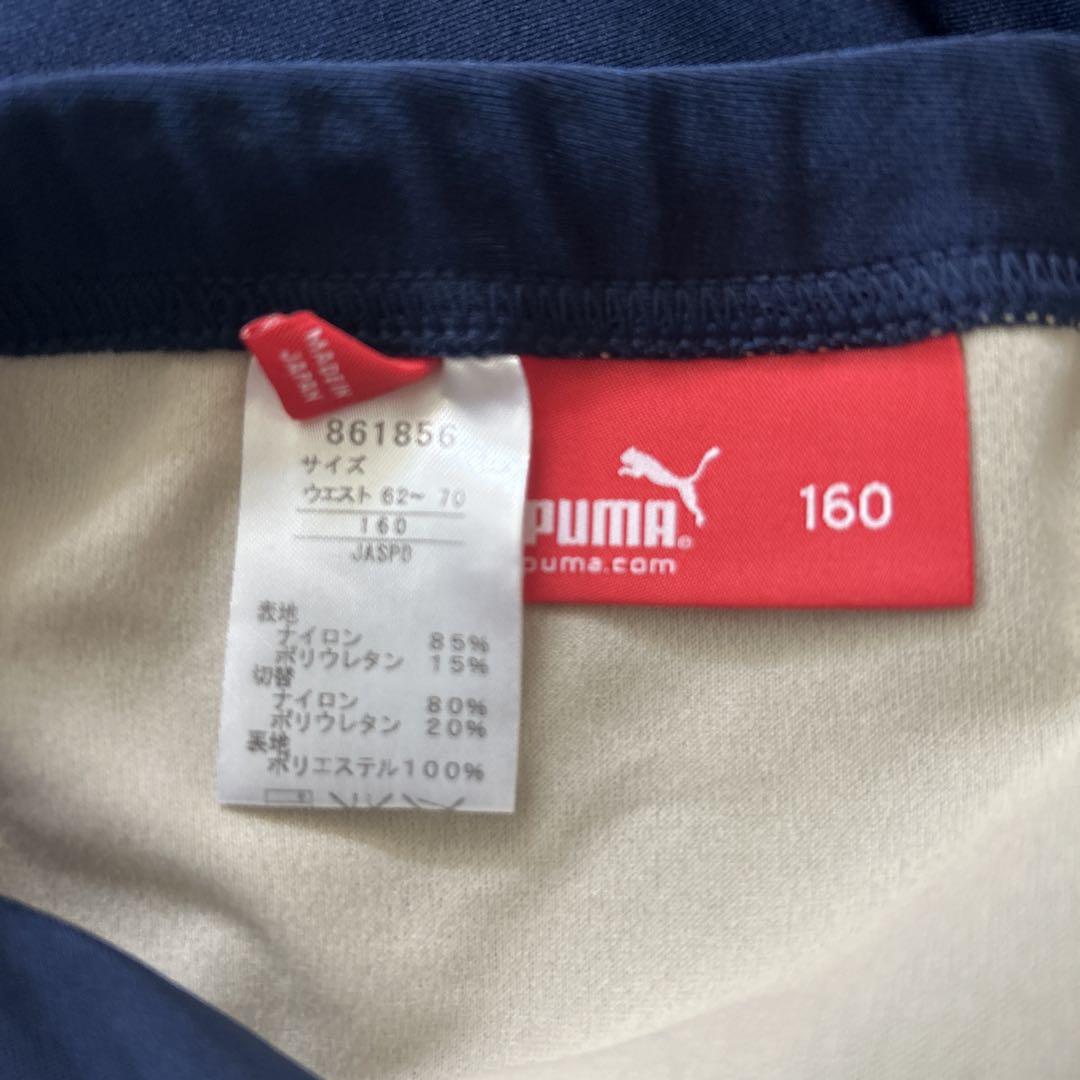 MADE IN
JAPAN
861856
サイズ
ウエスト 62~ 70
160
JASPO
表地
ナイロン 85%
ポリウレタン 15%
切替
ナイロン 80%
ポリウレタン 20%
裏地
ポリエステル100%
PUMA®
puma.com
160